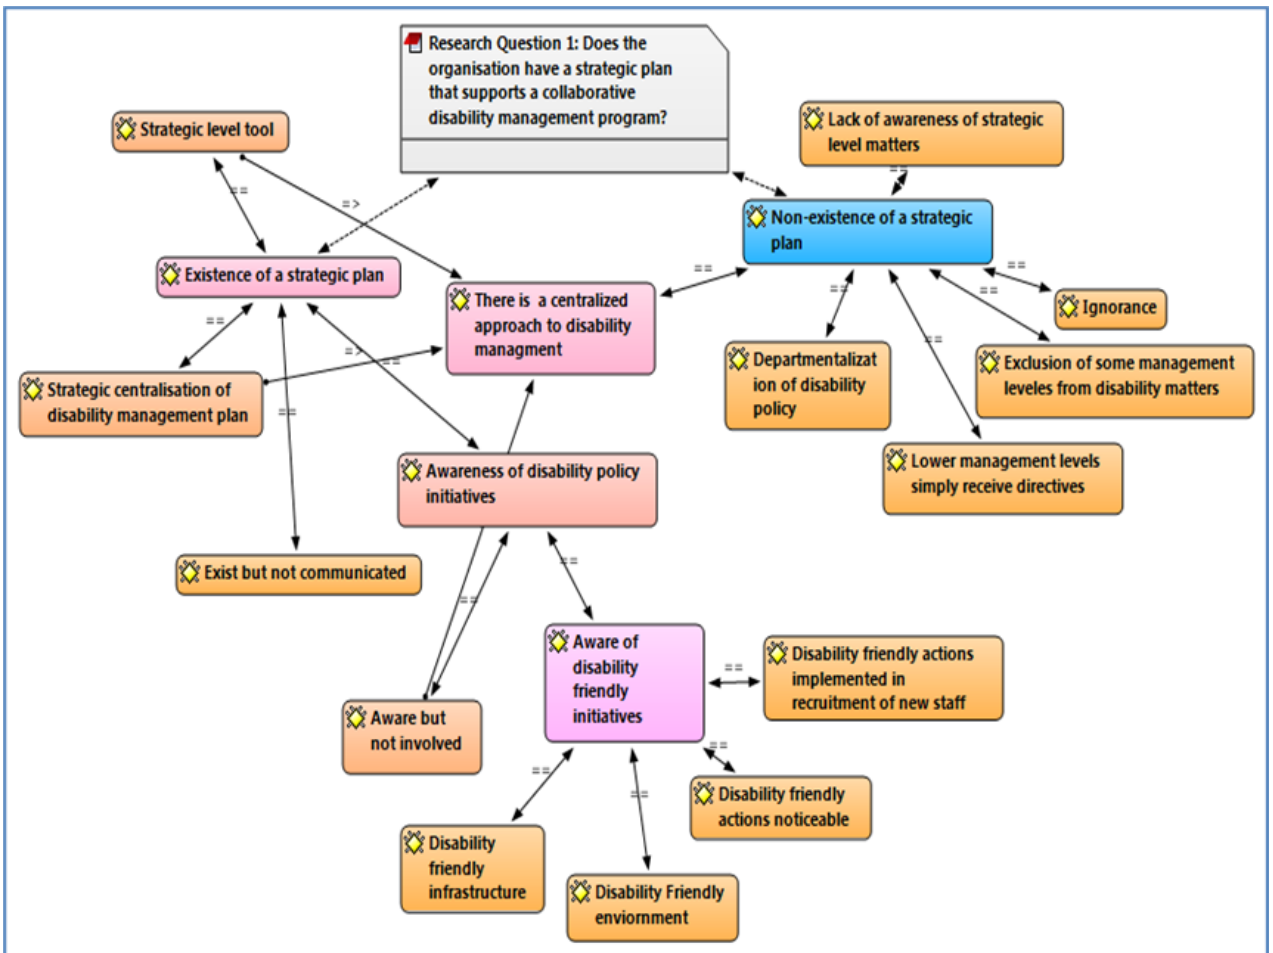 Research Question 1: Does the
organisation have a strategic plan
that supports a collaborative
disability management program?
Strategic level tool
Lack of awareness of strategic
level matters
==
==
=>
Non-existence of a strategic
plan
Existence of a strategic plan
==
==
There is a centralized
approach to disability
managment
==
==
Ignorance
==
==
=>
==
Departmentalizat
ion of disability
policy
Exclusion of some management
leveles from disability matters
Strategic centralisation of
disability management plan
==
Lower management levels
simply receive directives
Awareness of disability policy
initiatives
Exist but not communicated
==
==
Aware of
disability
friendly
initiatives
==
Disability friendly actions
implemented in
recruitment of new staff
Aware but
not involved
==
==
==
Disability friendly
actions noticeable
Disability
friendly
infrastructure
Disability Friendly
enviornment